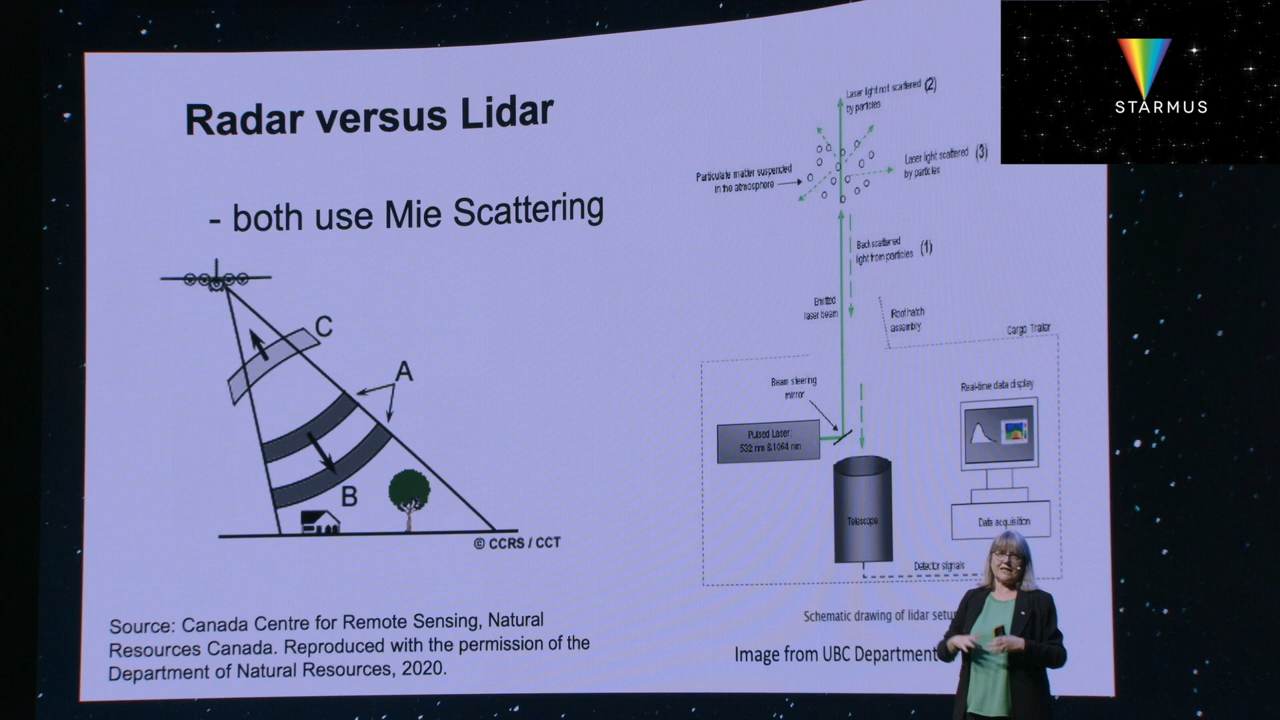 STARMUS
Radar versus Lidar
- both use Mie Scattering
C
A
B
© CCRS / CCT
Source: Canada Centre for Remote Sensing, Natural
Resources Canada. Reproduced with the permission of the
Department of Natural Resources, 2020.
Laser light not scattered (2)
by particles
Laser light scattered (3)
by particles
Particulate matter suspended
in the atmosphere
Back scattered
light from particles (1)
Emitted
laser beam
Roof hatch
assembly
Cargo Trailer
Beam steering
mirror
Real-time data display
Pulsed Laser:
532 nm & 1064 nm
Telescope
Data acquisition
Detector signals
Schematic drawing of lidar
Image from UBC Department